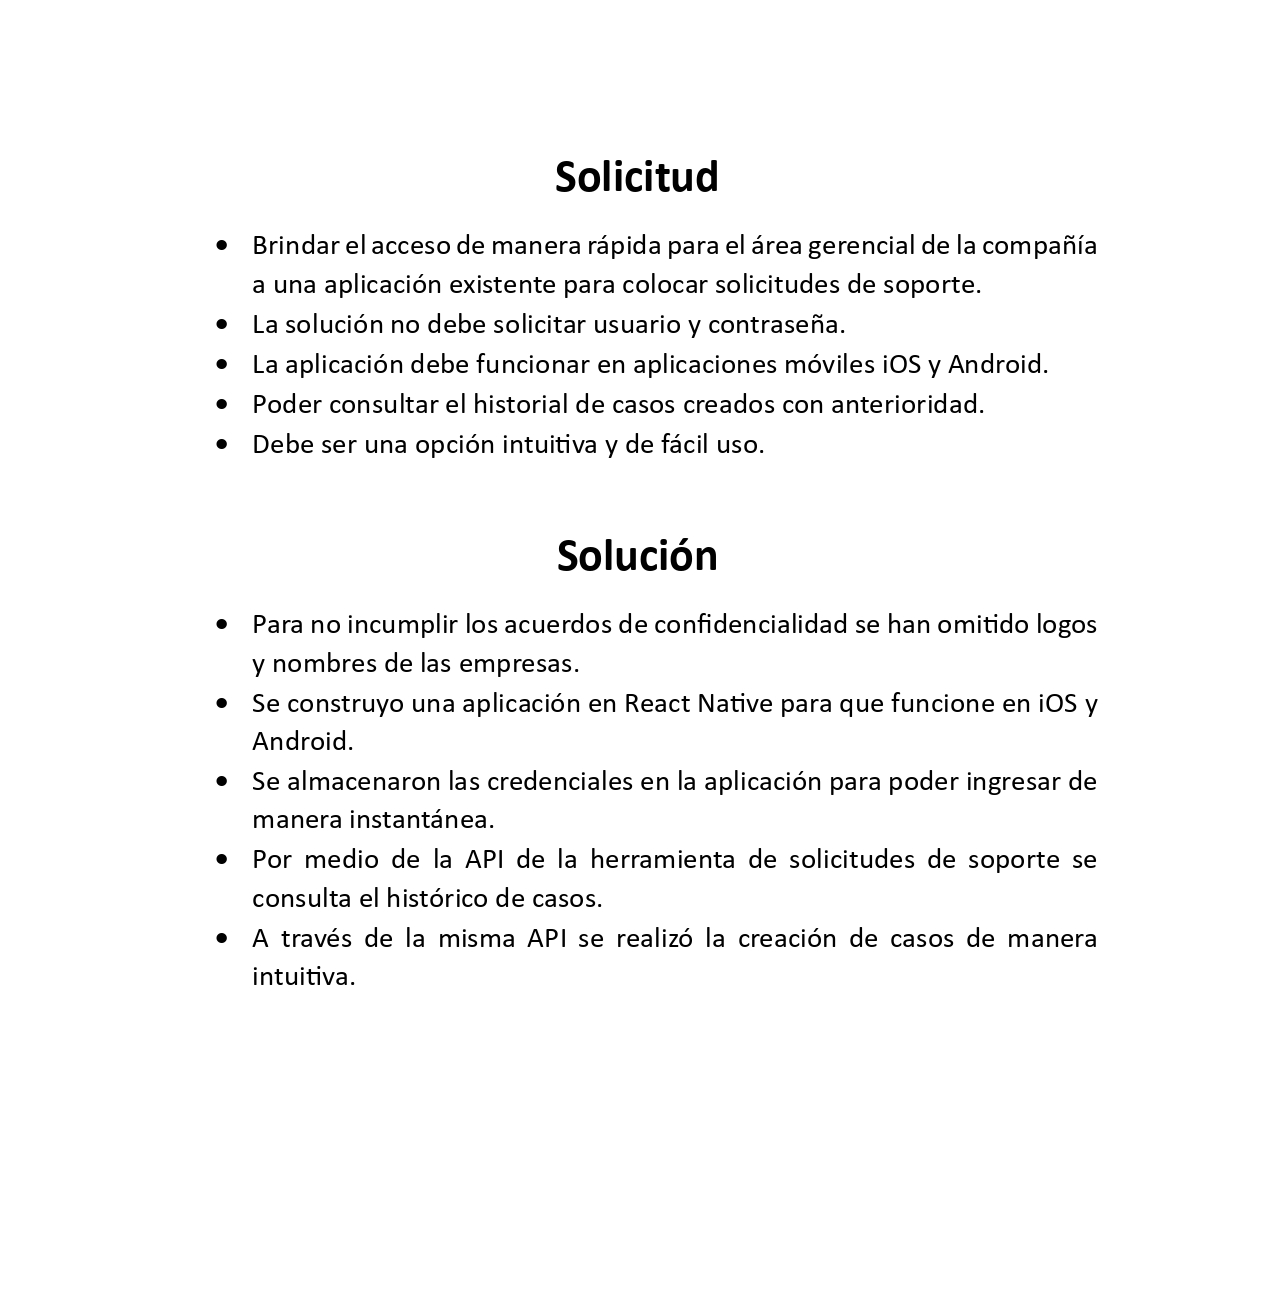 Solicitud
• Brindar el acceso de manera rápida para el área gerencial de la compañía
a una aplicación existente para colocar solicitudes de soporte.
• La solución no debe solicitar usuario y contraseña.
• La aplicación debe funcionar en aplicaciones móviles iOS y Android.
• Poder consultar el historial de casos creados con anterioridad.
• Debe ser una opción intuitiva y de fácil uso.
Solución
• Para no incumplir los acuerdos de confidencialidad se han omitido logos
y nombres de las empresas.
• Se construyo una aplicación en React Native para que funcione en iOS y
Android.
• Se almacenaron las credenciales en la aplicación para poder ingresar de
manera instantánea.
• Por medio de la API de la herramienta de solicitudes de soporte se
consulta el histórico de casos.
• A través de la misma API se realizó la creación de casos de manera
intuitiva.